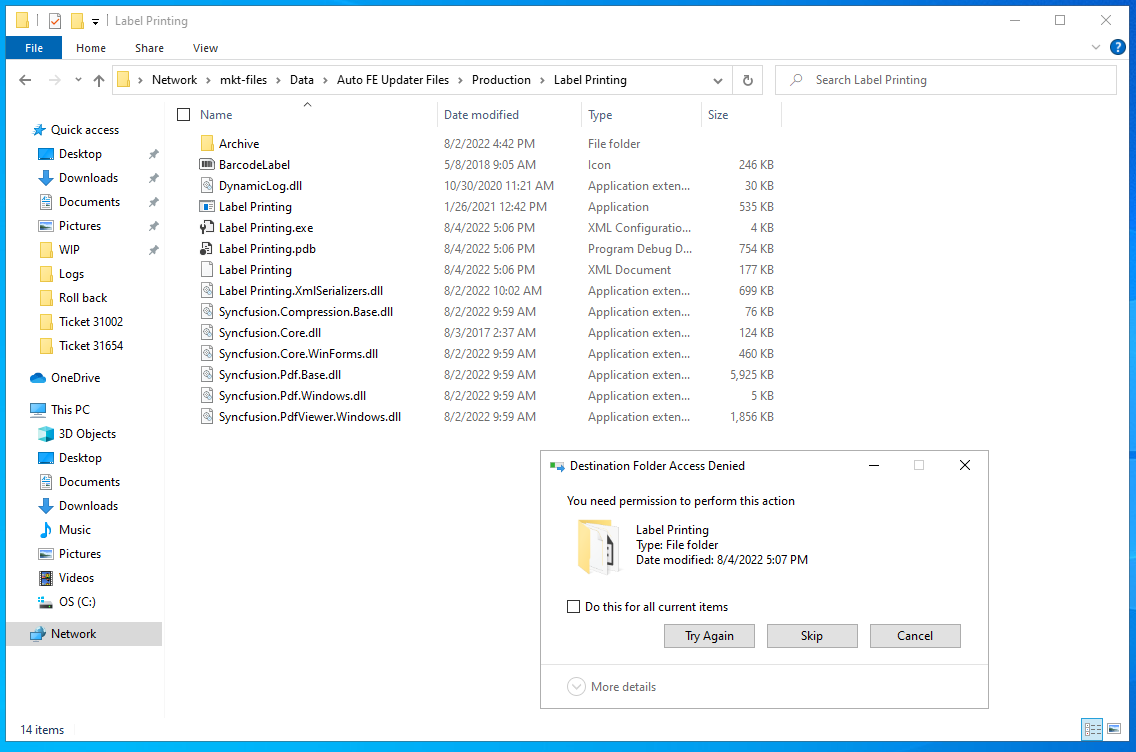 Label Printing
File Home Share View
Network > mkt-files > Data > Auto FE Updater Files > Production > Label Printing
Search Label Printing
Name Date modified Type Size
Quick access
Desktop
Downloads
Documents
Pictures
WIP
Logs
Roll back
Ticket 31002
Ticket 31654
OneDrive
This PC
3D Objects
Desktop
Documents
Downloads
Music
Pictures
Videos
OS (C:)
Network
Archive 8/2/2022 4:42 PM File folder
BarcodeLabel 5/8/2018 9:05 AM Icon 246 KB
DynamicLog.dll 10/30/2020 11:21 AM Application exten... 30 KB
Label Printing 1/26/2021 12:42 PM Application 535 KB
Label Printing.exe 8/4/2022 5:06 PM XML Configuratio... 4 KB
Label Printing.pdb 8/4/2022 5:06 PM Program Debug D... 754 KB
Label Printing 8/4/2022 5:06 PM XML Document 177 KB
Label Printing.XmlSerializers.dll 8/2/2022 10:02 AM Application exten... 699 KB
Syncfusion.Compression.Base.dll 8/2/2022 9:59 AM Application exten... 76 KB
Syncfusion.Core.dll 8/3/2017 2:37 AM Application exten... 124 KB
Syncfusion.Core.WinForms.dll 8/2/2022 9:59 AM Application exten... 460 KB
Syncfusion.Pdf.Base.dll 8/2/2022 9:59 AM Application exten... 5,925 KB
Syncfusion.Pdf.Windows.dll 8/2/2022 9:59 AM Application exten... 5 KB
Syncfusion.PdfViewer.Windows.dll 8/2/2022 9:59 AM Application exten... 1,856 KB
Destination Folder Access Denied
You need permission to perform this action
Label Printing
Type: File folder
Date modified: 8/4/2022 5:07 PM
Do this for all current items
Try Again Skip Cancel
More details
14 items